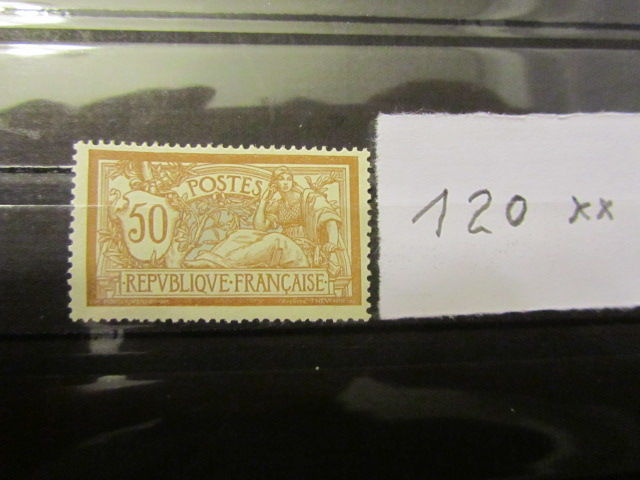 POSTES
50
·REPVBLIQVE·FRANÇAISE·
120 xx